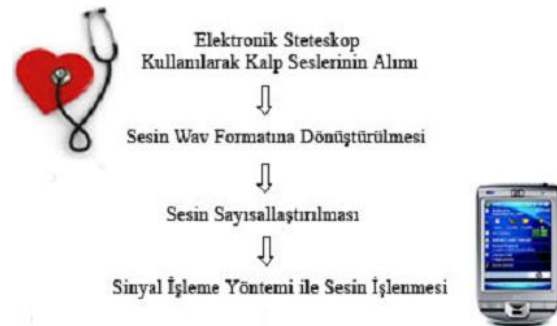 Elektronik Steteskop
Kullanılarak Kalp Seslerinin Alımı
Sesin Wav Formatına Dönüştürülmesi
Sesin Sayısallaştırılması
Sinyal İşleme Yöntemi ile Sesin İşlenmesi